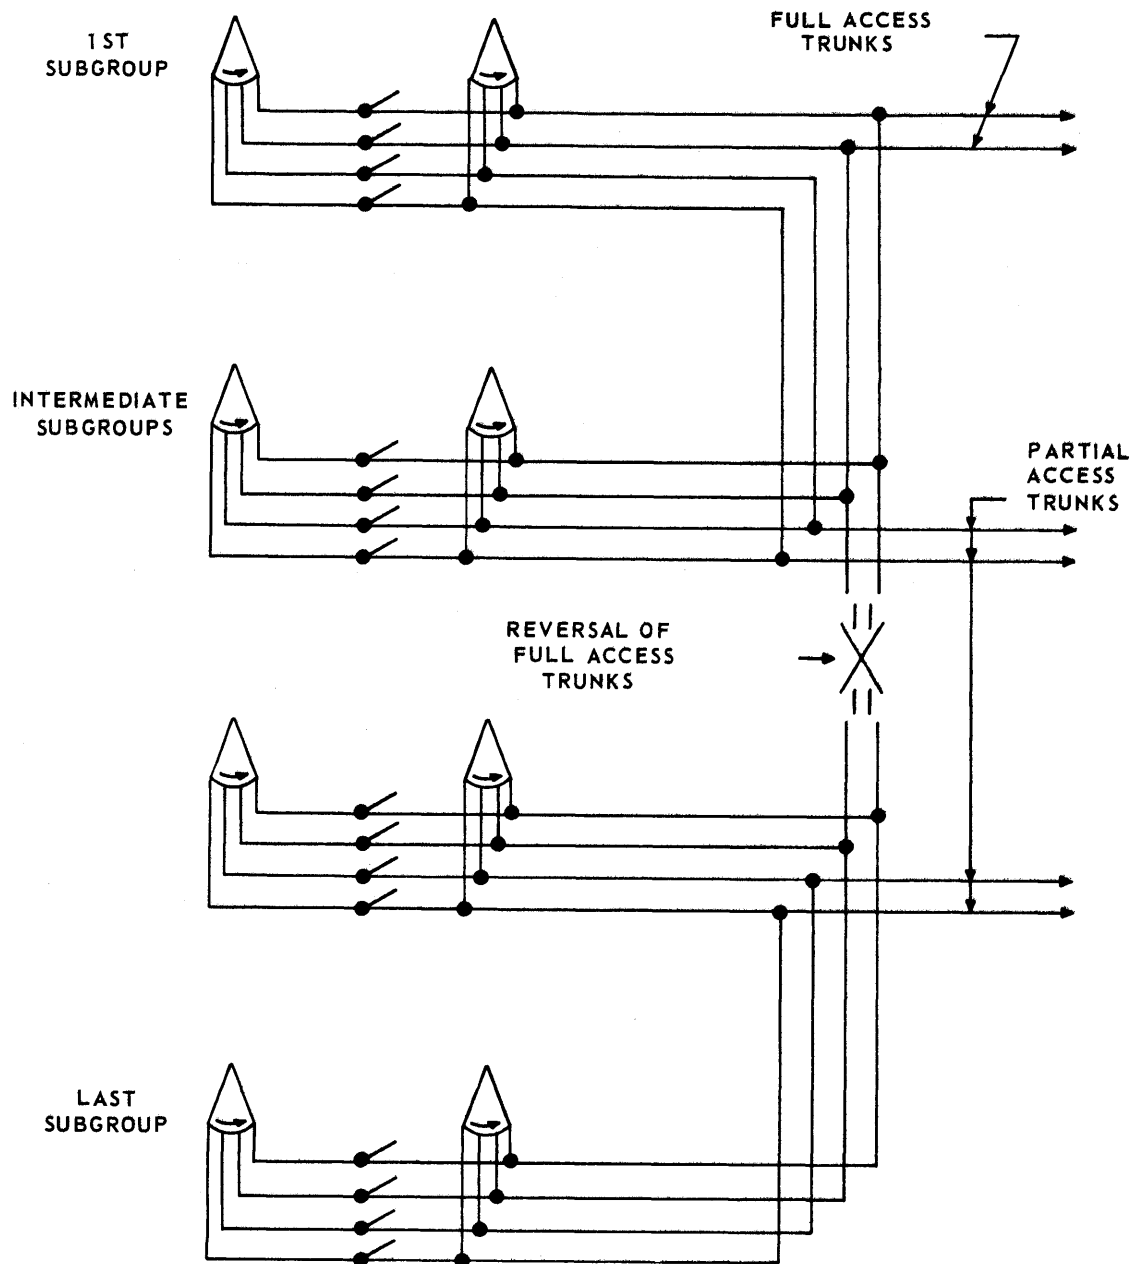 1ST
SUBGROUP
FULL ACCESS
TRUNKS
INTERMEDIATE
SUBGROUPS
PARTIAL
ACCESS
TRUNKS
REVERSAL OF
FULL ACCESS
TRUNKS
LAST
SUBGROUP